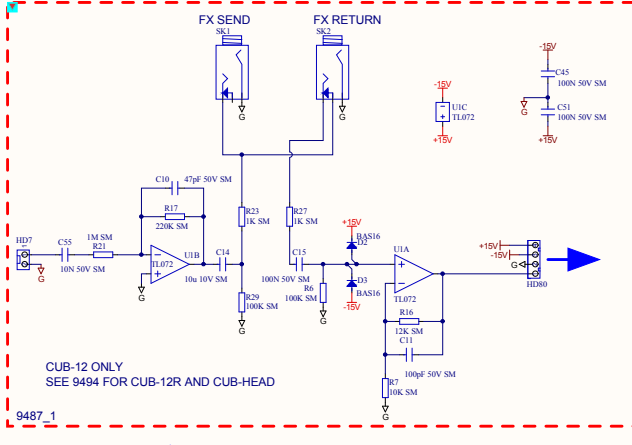 FX SEND
SK1
FX RETURN
SK2
G
G
-15V
U1C
TL072
+15V
-15V
C45
100N 50V SM
G
C51
100N 50V SM
+15V
C10
47pF 50V SM
R17
220K SM
HD7
C55
10N 50V SM
1M SM
R21
G
U1B
TL072
G
C14
10u 10V SM
R23
1K SM
R29
100K SM
G
R27
1K SM
C15
100N 50V SM
R6
100K SM
G
+15V
BAS16
D2
D3
BAS16
-15V
U1A
TL072
R16
12K SM
C11
100pF 50V SM
R7
10K SM
G
+15V
-15V
G
HD80
CUB-12 ONLY
SEE 9494 FOR CUB-12R AND CUB-HEAD
9487_1